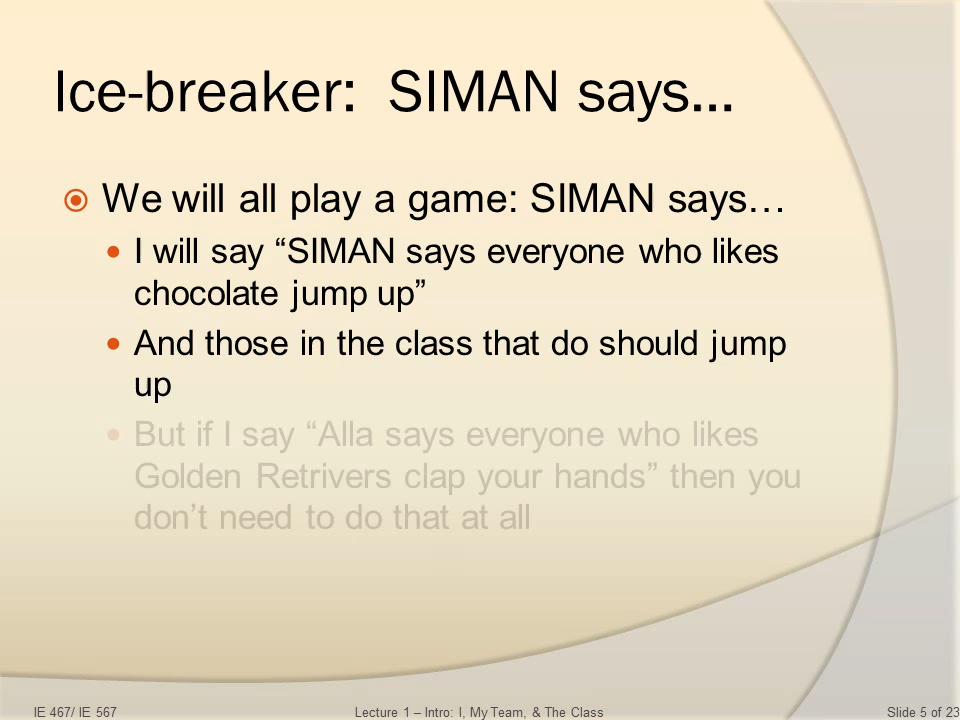 Ice-breaker: SIMAN says…
We will all play a game: SIMAN says…
I will say “SIMAN says everyone who likes
chocolate jump up”
And those in the class that do should jump
up
But if I say “Alla says everyone who likes
Golden Retrivers clap your hands” then you
don’t need to do that at all
IE 467/ IE 567
Lecture 1 – Intro: I, My Team, & The Class
Slide 5 of 23